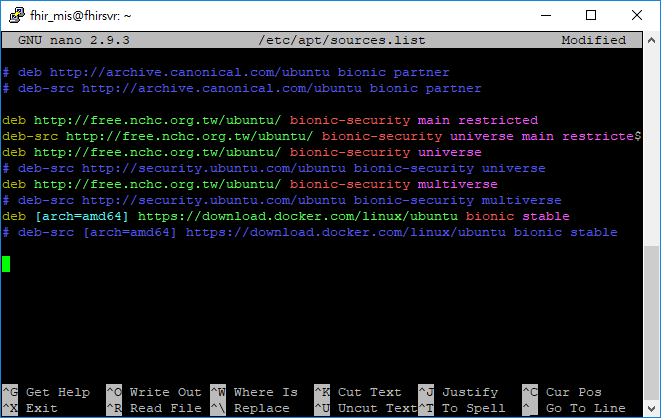 fhir_mis@fhirsvr: ~
GNU nano 2.9.3 /etc/apt/sources.list Modified
# deb http://archive.canonical.com/ubuntu bionic partner
# deb-src http://archive.canonical.com/ubuntu bionic partner
deb http://free.nchc.org.tw/ubuntu/ bionic-security main restricted
deb-src http://free.nchc.org.tw/ubuntu/ bionic-security universe main restricte$
deb http://free.nchc.org.tw/ubuntu/ bionic-security universe
# deb-src http://security.ubuntu.com/ubuntu bionic-security universe
deb http://free.nchc.org.tw/ubuntu/ bionic-security multiverse
# deb-src http://security.ubuntu.com/ubuntu bionic-security multiverse
deb [arch=amd64] https://download.docker.com/linux/ubuntu bionic stable
# deb-src [arch=amd64] https://download.docker.com/linux/ubuntu bionic stable
^G Get Help ^O Write Out ^W Where Is ^K Cut Text ^J Justify ^C Cur Pos
^X Exit ^R Read File ^\ Replace ^U Uncut Text ^T To Spell ^_ Go To Line